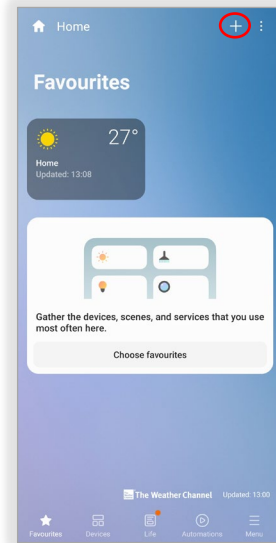 Home
Favourites
27°
Home
Updated: 13:08
Gather the devices, scenes, and services that you use
most often here.
Choose favourites
The Weather Channel Updated: 13:00
Favourites Devices Life Automations Menu